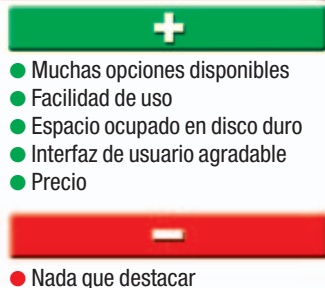 +
● Muchas opciones disponibles
● Facilidad de uso
● Espacio ocupado en disco duro
● Interfaz de usuario agradable
● Precio
–
● Nada que destacar